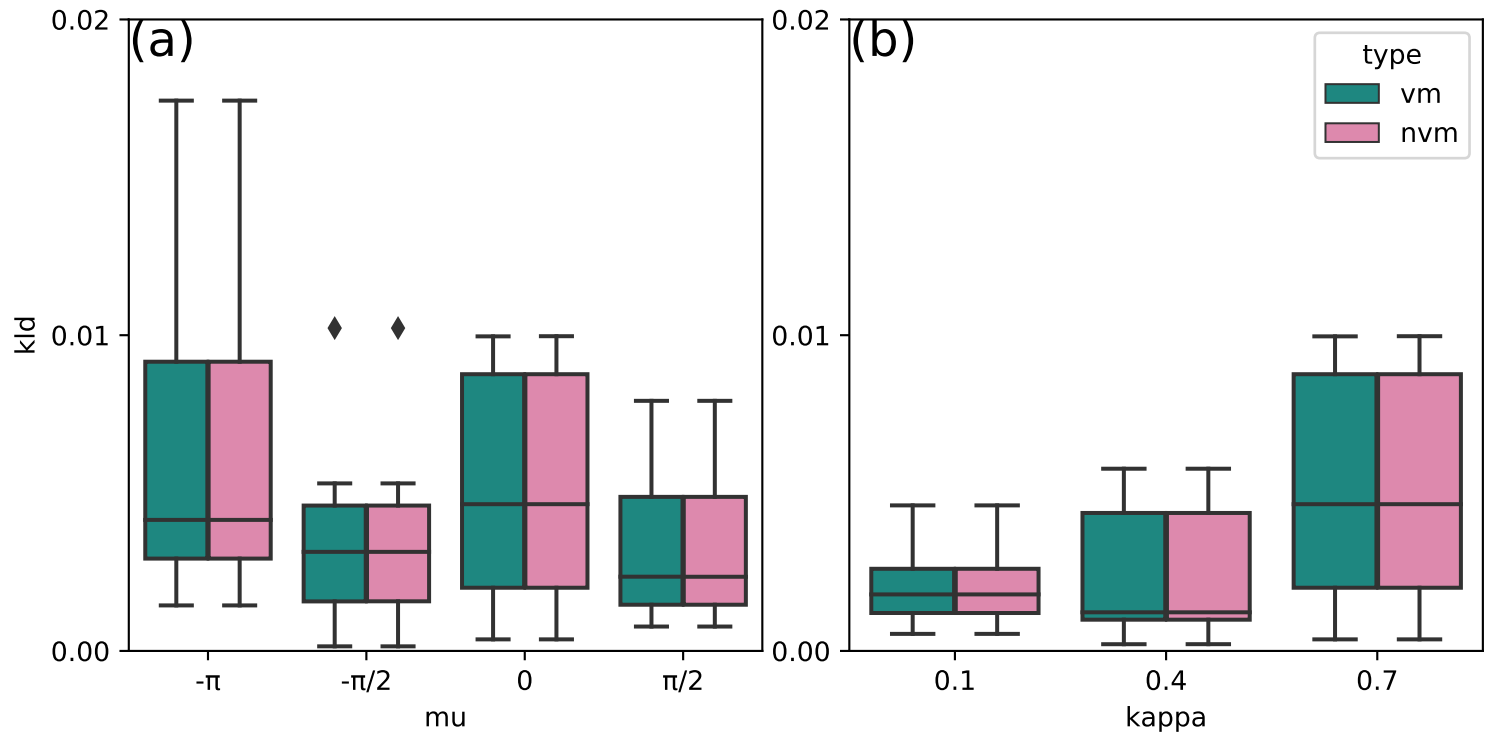 (a)
0.02
0.01
0.00
kld
-π
-π/2
0
π/2
mu
(b)
0.02
0.01
0.00
type
vm
nvm
0.1
0.4
0.7
kappa